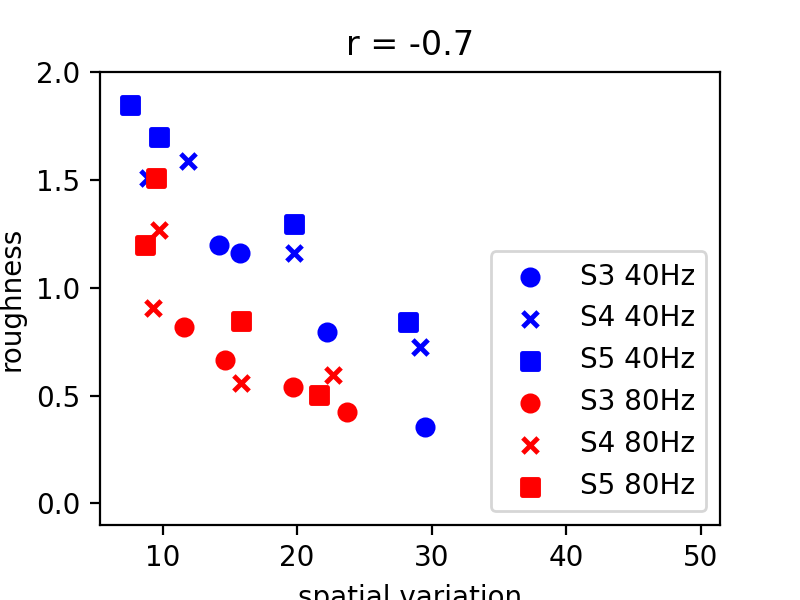 r = -0.7
2.0
1.5
1.0
0.5
0.0
roughness
S3 40Hz
S4 40Hz
S5 40Hz
S3 80Hz
S4 80Hz
S5 80Hz
10 20 30 40 50
spatial variation